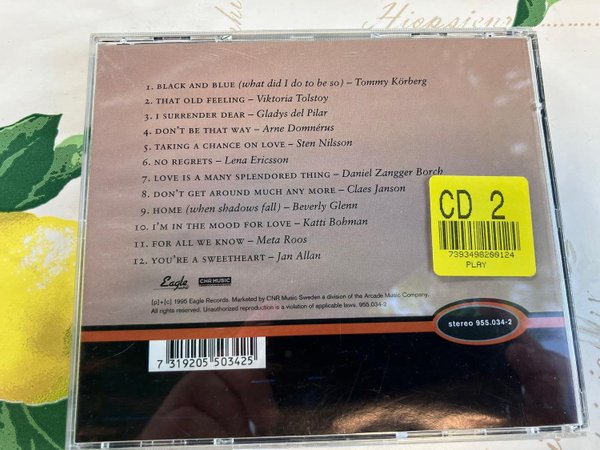 Hiopsienr
1. BLACK AND BLUE (what did I do to be so) – Tommy Körberg
2. THAT OLD FEELING – Viktoria Tolstoy
3. I SURRENDER DEAR – Gladys del Pilar
4. DON'T BE THAT WAY – Arne Domnérus
5. TAKING A CHANCE ON LOVE – Sten Nilsson
6. NO REGRETS – Lena Ericsson
7. LOVE IS A MANY SPLENDORED THING – Daniel Zangger Borch
8. DON'T GET AROUND MUCH ANY MORE – Claes Janson
9. HOME (when shadows fall) – Beverly Glenn
10. I'M IN THE MOOD FOR LOVE – Katti Bohman
11. FOR ALL WE KNOW – Meta Roos
12. YOU'RE A SWEETHEART – Jan Allan
CD 2
7393498200124
PLAY
Eagle
CNR MUSIC
(p)+(c) 1995 Eagle Records. Marketed by CNR Music Sweden a division of the Arcade Music Company.
All rights reserved. Unauthorized reproduction is a violation of applicable laws. 955.034-2
stereo 955.034-2
7 319205 503425